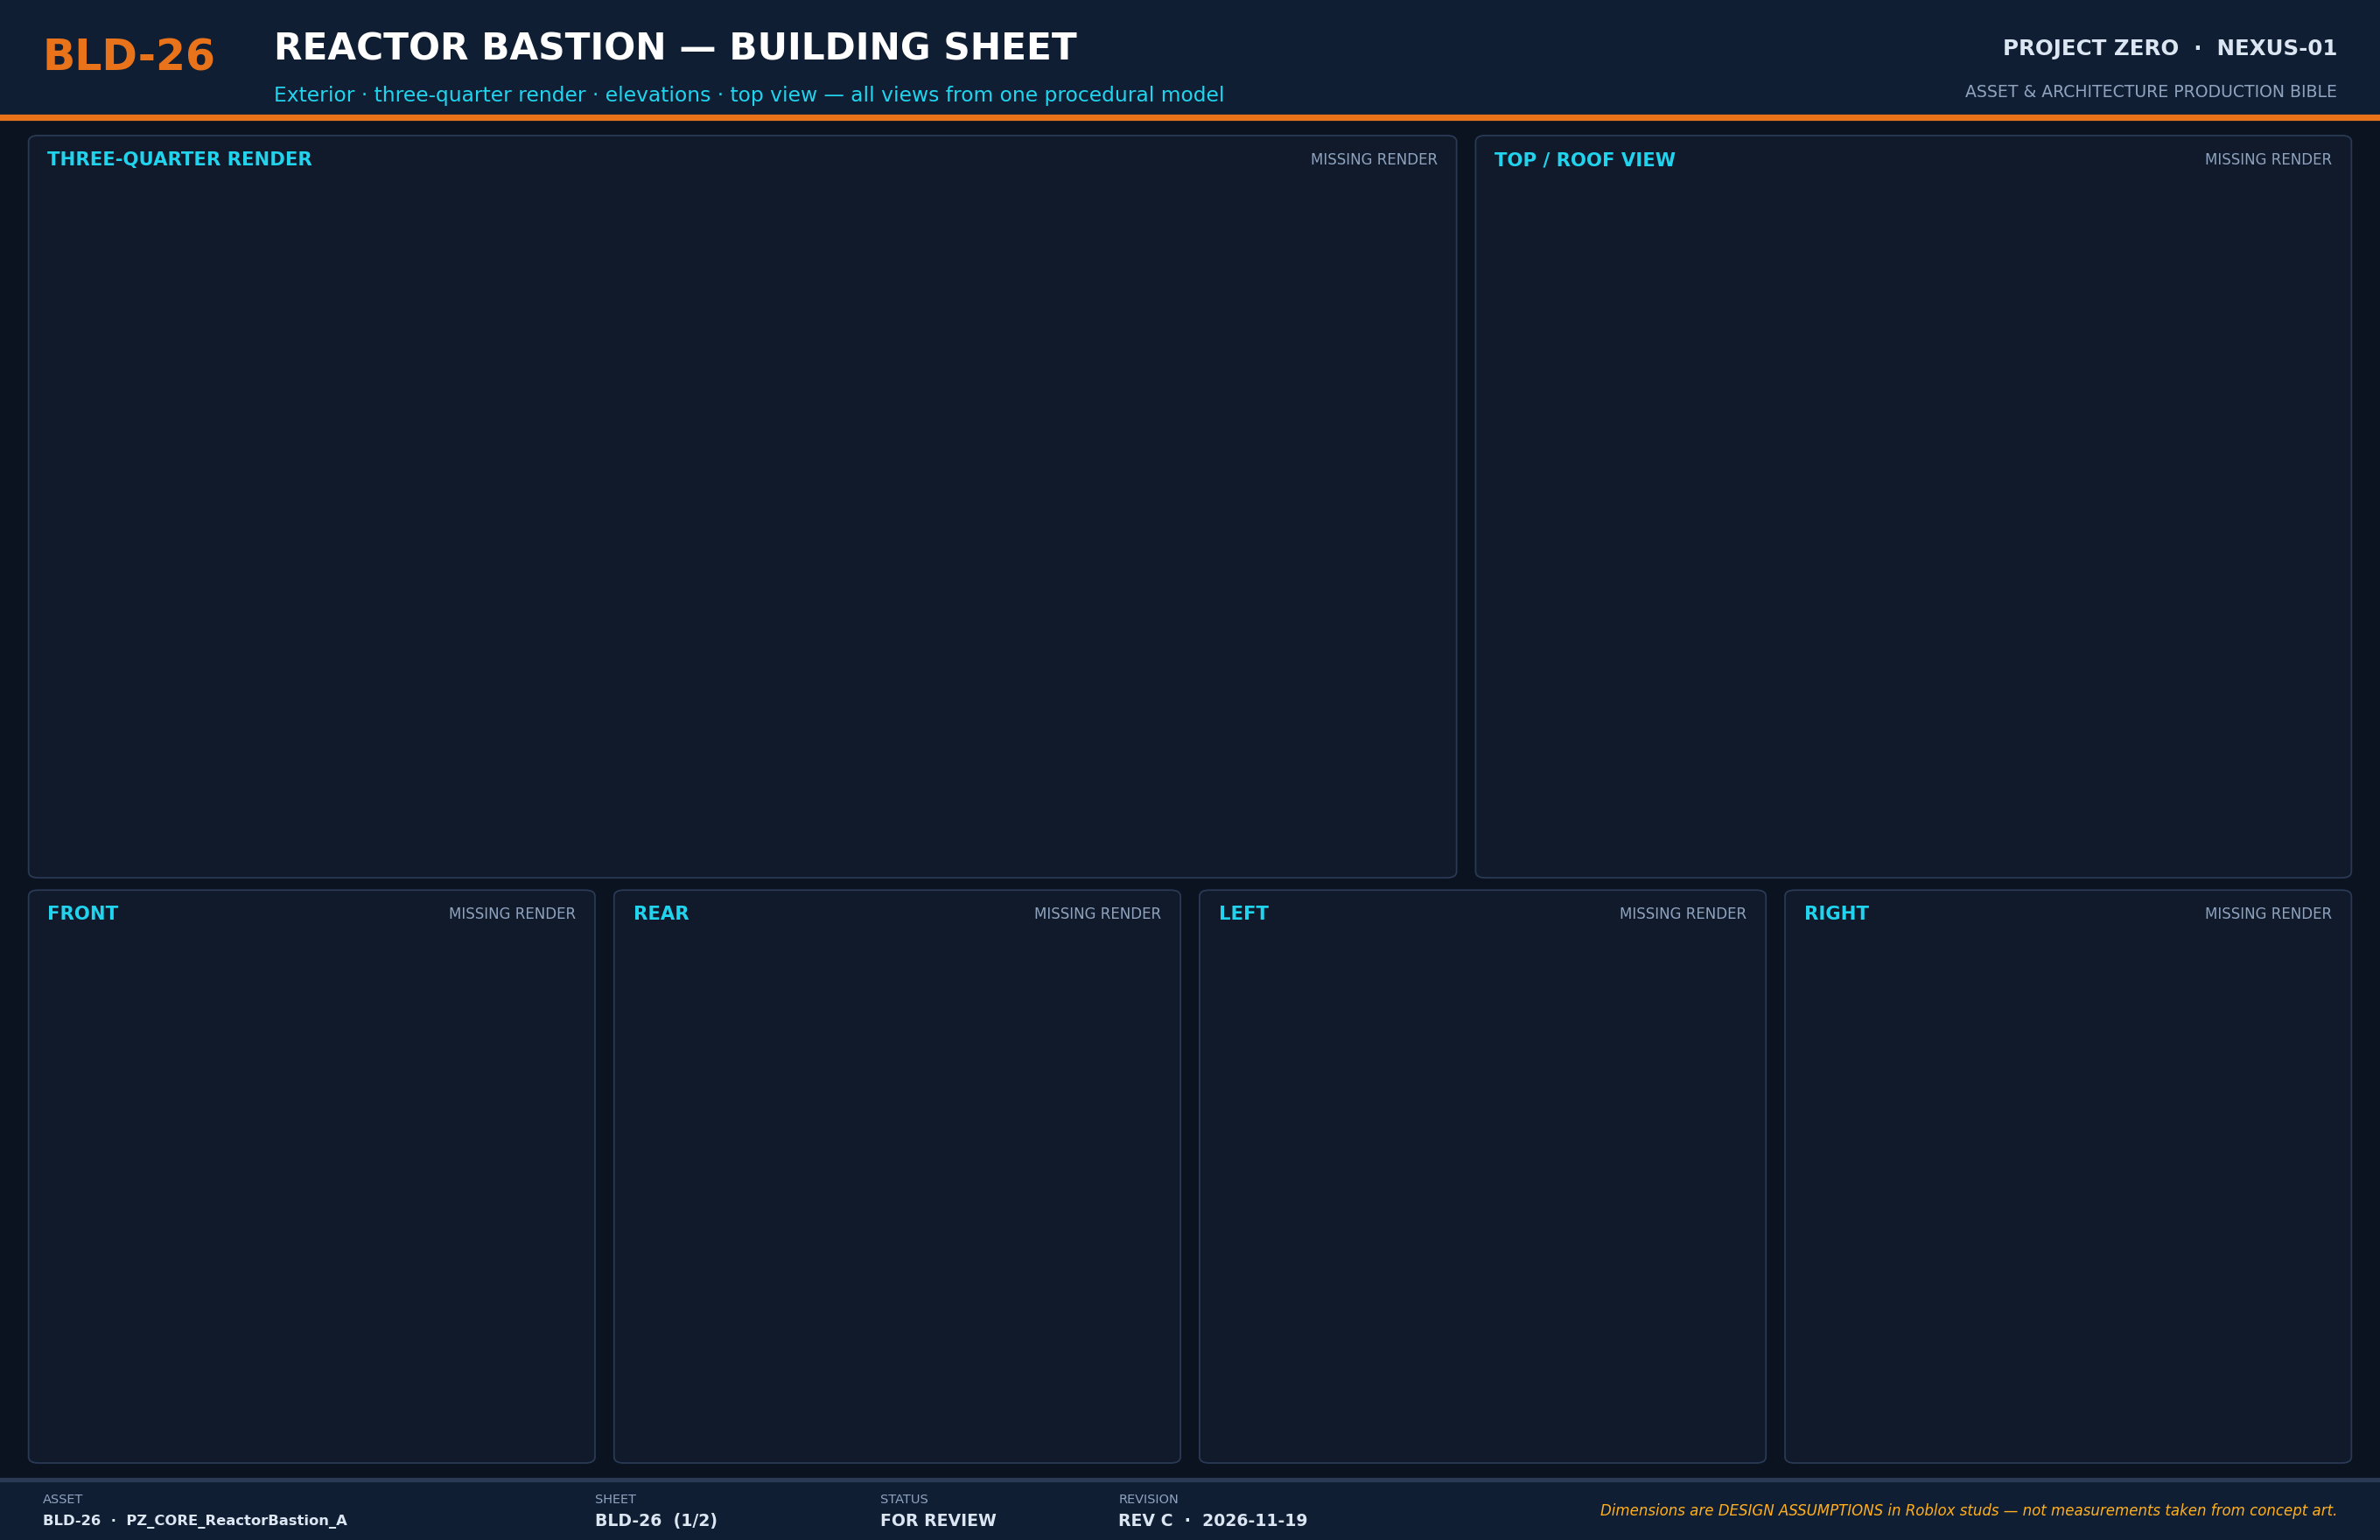 BLD-26
REACTOR BASTION — BUILDING SHEET
Exterior · three-quarter render · elevations · top view — all views from one procedural model
PROJECT ZERO · NEXUS-01
ASSET & ARCHITECTURE PRODUCTION BIBLE
THREE-QUARTER RENDER
MISSING RENDER
TOP / ROOF VIEW
MISSING RENDER
FRONT
MISSING RENDER
REAR
MISSING RENDER
LEFT
MISSING RENDER
RIGHT
MISSING RENDER
ASSET
BLD-26 · PZ_CORE_ReactorBastion_A
SHEET
BLD-26 (1/2)
STATUS
FOR REVIEW
REVISION
REV C · 2026-11-19
Dimensions are DESIGN ASSUMPTIONS in Roblox studs — not measurements taken from concept art.